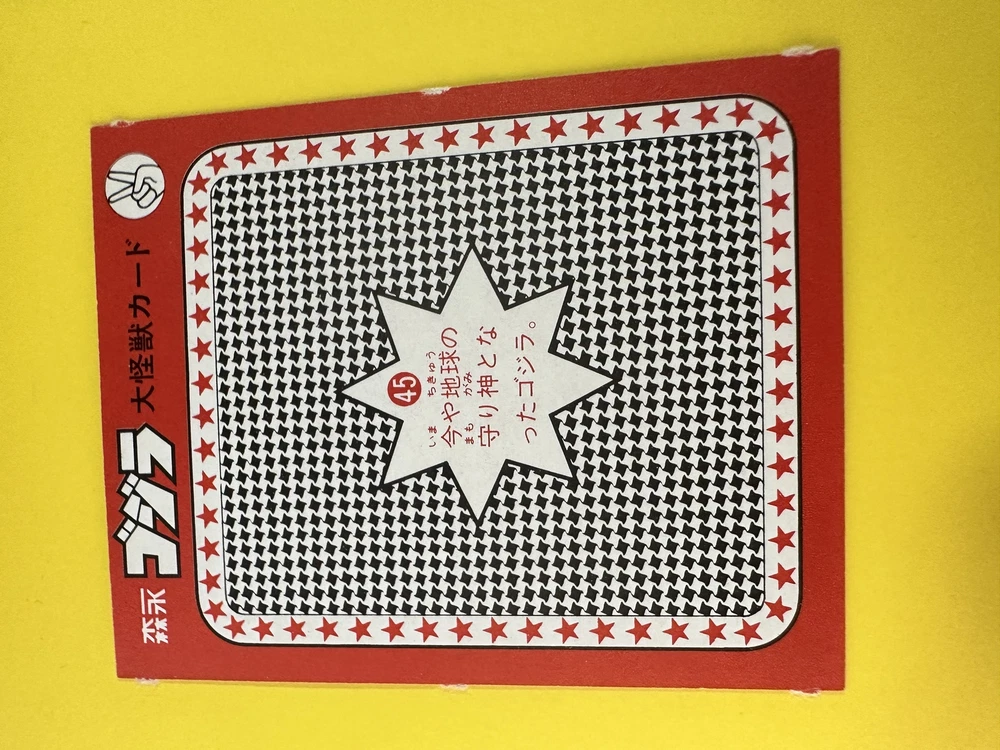 森永 ゴジラ 大怪獣カード
45
いま ちきゅう
今や地球の
まも がみ
守り神とな
ったゴジラ。